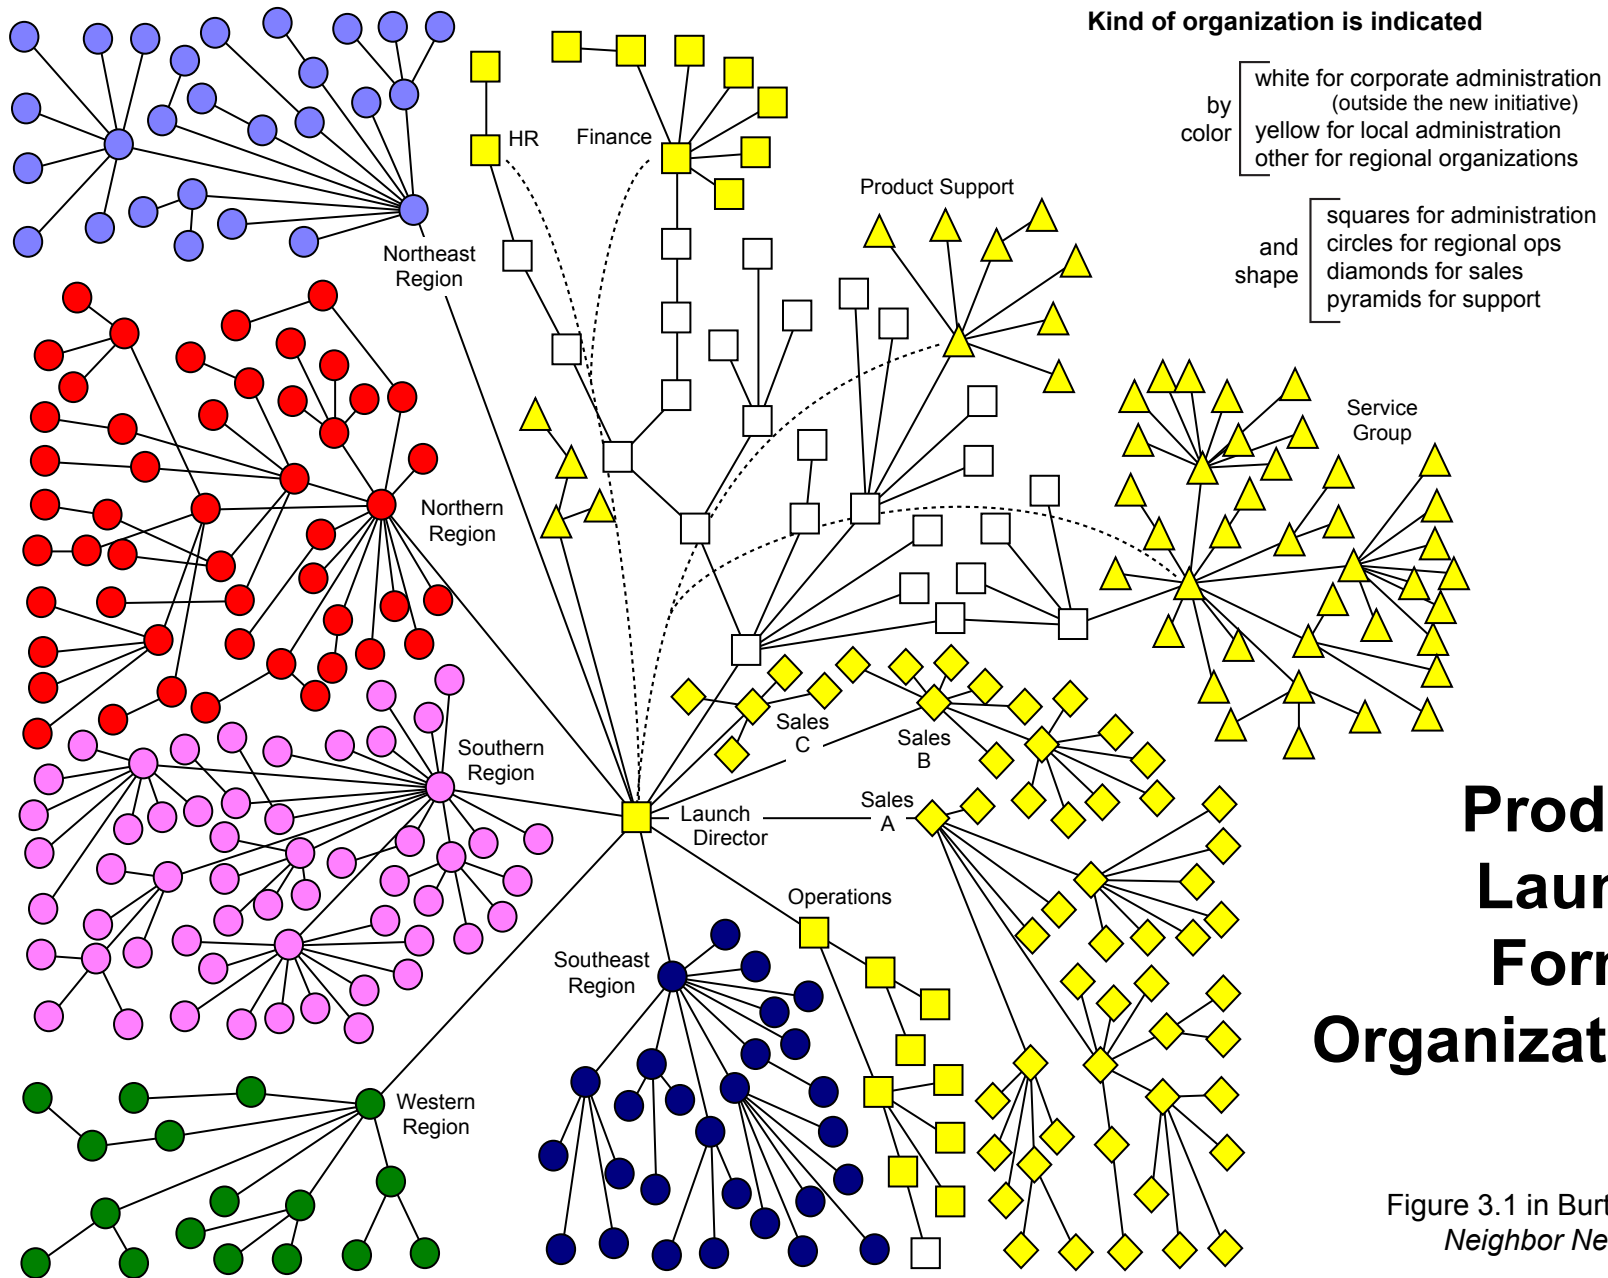 Kind of organization is indicated
by
color
white for corporate administration
(outside the new initiative)
yellow for local administration
other for regional organizations
and
shape
squares for administration
circles for regional ops
diamonds for sales
pyramids for support
HR
Finance
Product Support
Northeast
Region
Service
Group
Northern
Region
Southern
Region
Sales
C
Sales
B
Sales
A
Launch
Director
Operations
Southeast
Region
Western
Region
Prod
Laun
Forr
Organizat
Figure 3.1 in Burt
Neighbor Ne